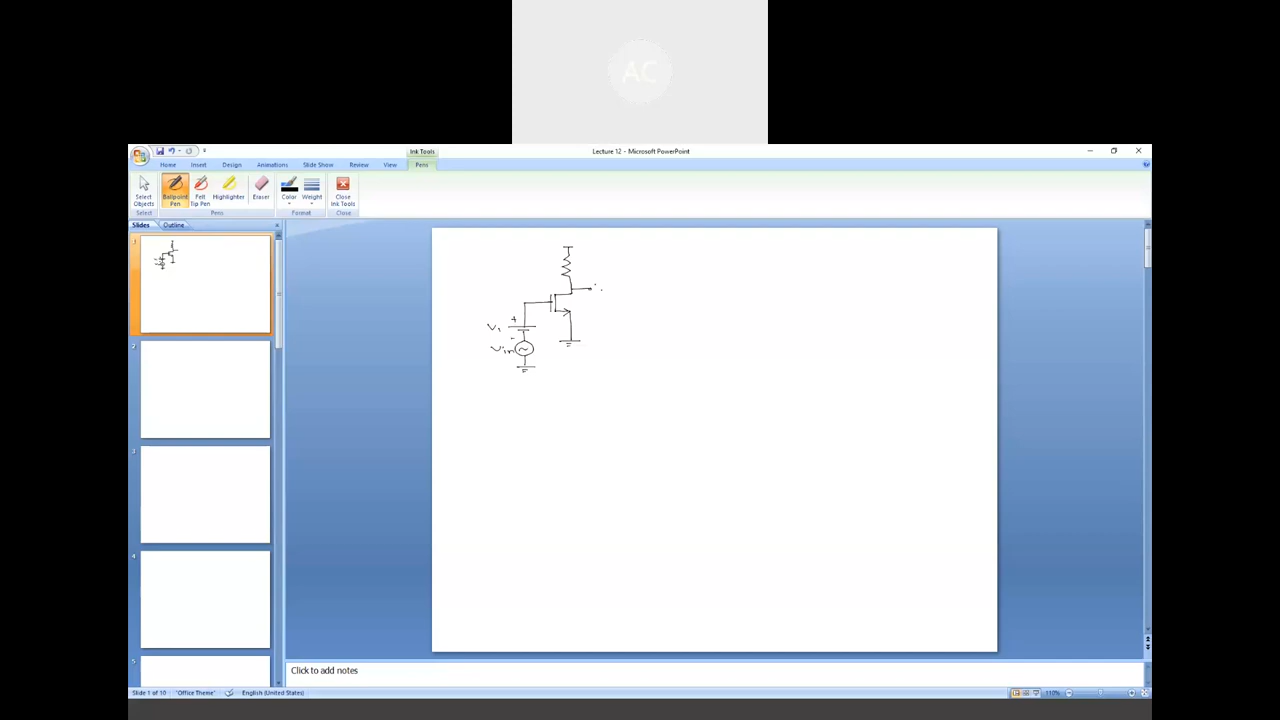 AC
Ink Tools
Lecture 12 - Microsoft PowerPoint
Home Insert Design Animations Slide Show Review View Pens
Select Objects
Ballpoint Pen
Felt Tip Pen
Highlighter
Eraser
Color
Weight
Close Ink Tools
Select
Pens
Format
Close
Slides Outline
1
2
3
4
5
+
V1
-
Vin
Click to add notes
Slide 1 of 10 "Office Theme" English (United States) 110%